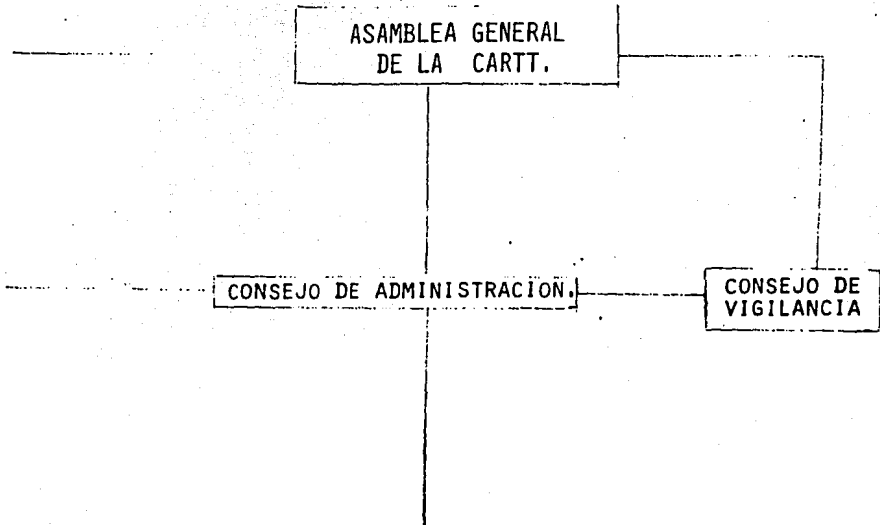 ASAMBLEA GENERAL
DE LA CARTT.
CONSEJO DE ADMINISTRACION.
CONSEJO DE
VIGILANCIA